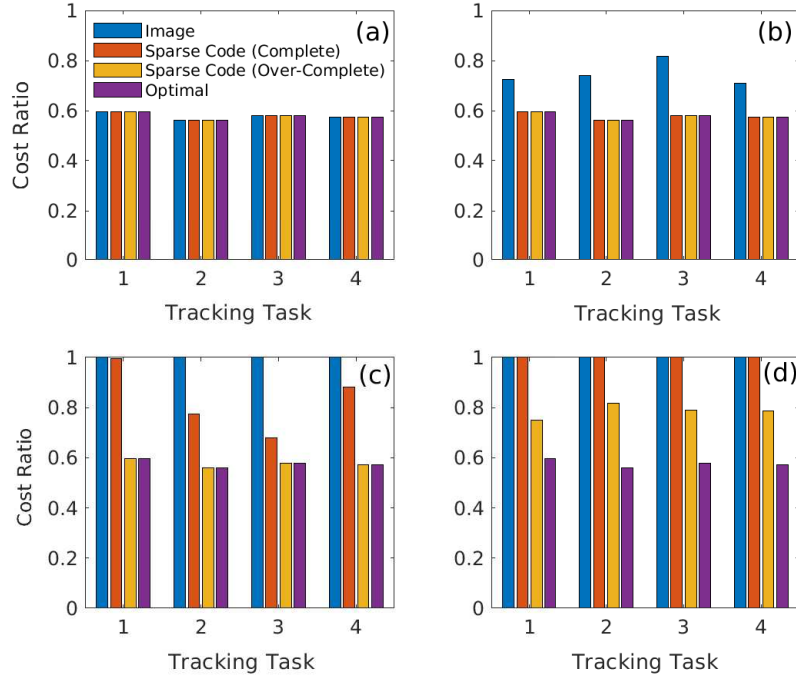 (a)
Image
Sparse Code (Complete)
Sparse Code (Over-Complete)
Optimal
1
0.8
0.6
0.4
0.2
0
Cost Ratio
1 2 3 4
Tracking Task
(b)
1
0.8
0.6
0.4
0.2
0
1 2 3 4
Tracking Task
(c)
1
0.8
0.6
0.4
0.2
0
Cost Ratio
1 2 3 4
Tracking Task
(d)
1
0.8
0.6
0.4
0.2
0
1 2 3 4
Tracking Task